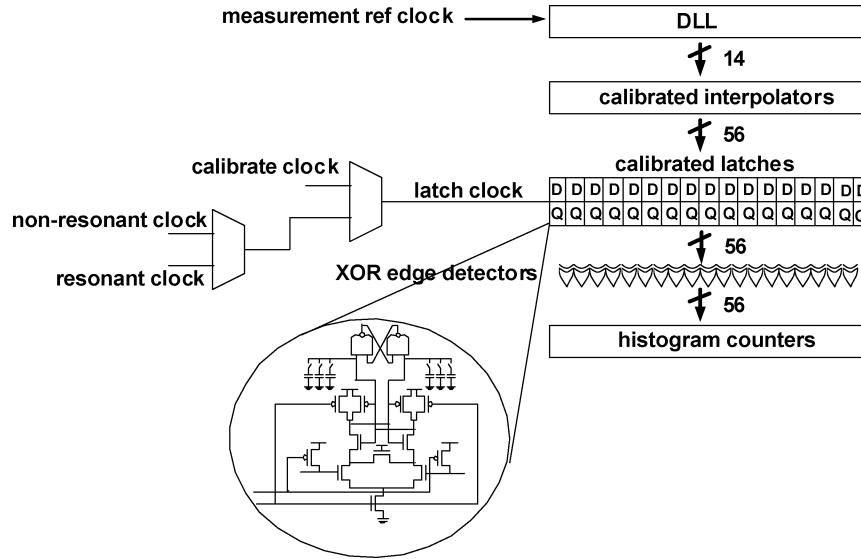 measurement ref clock
DLL
14
calibrated interpolators
56
calibrated latches
calibrate clock
latch clock
D D D D D D D D D D D D D D D D D
Q Q Q Q Q Q Q Q Q Q Q Q Q Q Q Q Q
non-resonant clock
resonant clock
56
XOR edge detectors
56
histogram counters